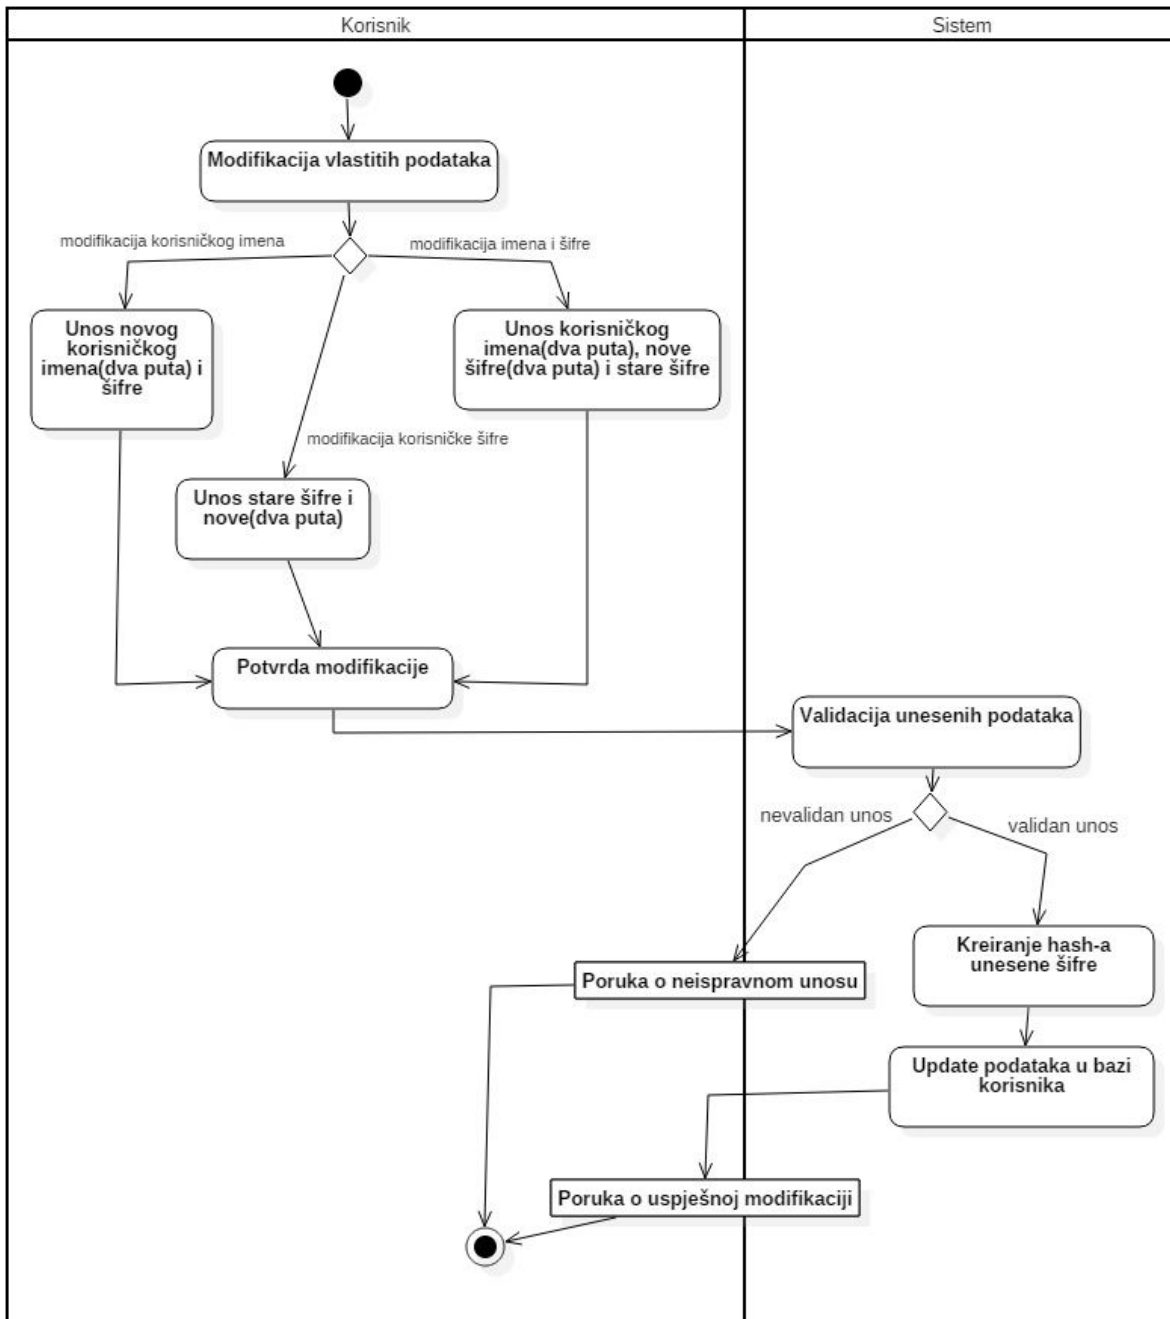 Korisnik
Sistem
Modifikacija vlastitih podataka
modifikacija korisničkog imena
modifikacija imena i šifre
Unos novog
korisničkog
imena(dva puta) i
šifre
Unos korisničkog
imena(dva puta), nove
šifre(dva puta) i stare šifre
modifikacija korisničke šifre
Unos stare šifre i
nove(dva puta)
Potvrda modifikacije
Validacija unesenih podataka
nevalidan unos
validan unos
Kreiranje hash-a
unesene šifre
Poruka o neispravnom unosu
Update podataka u bazi
korisnika
Poruka o uspješnoj modifikaciji